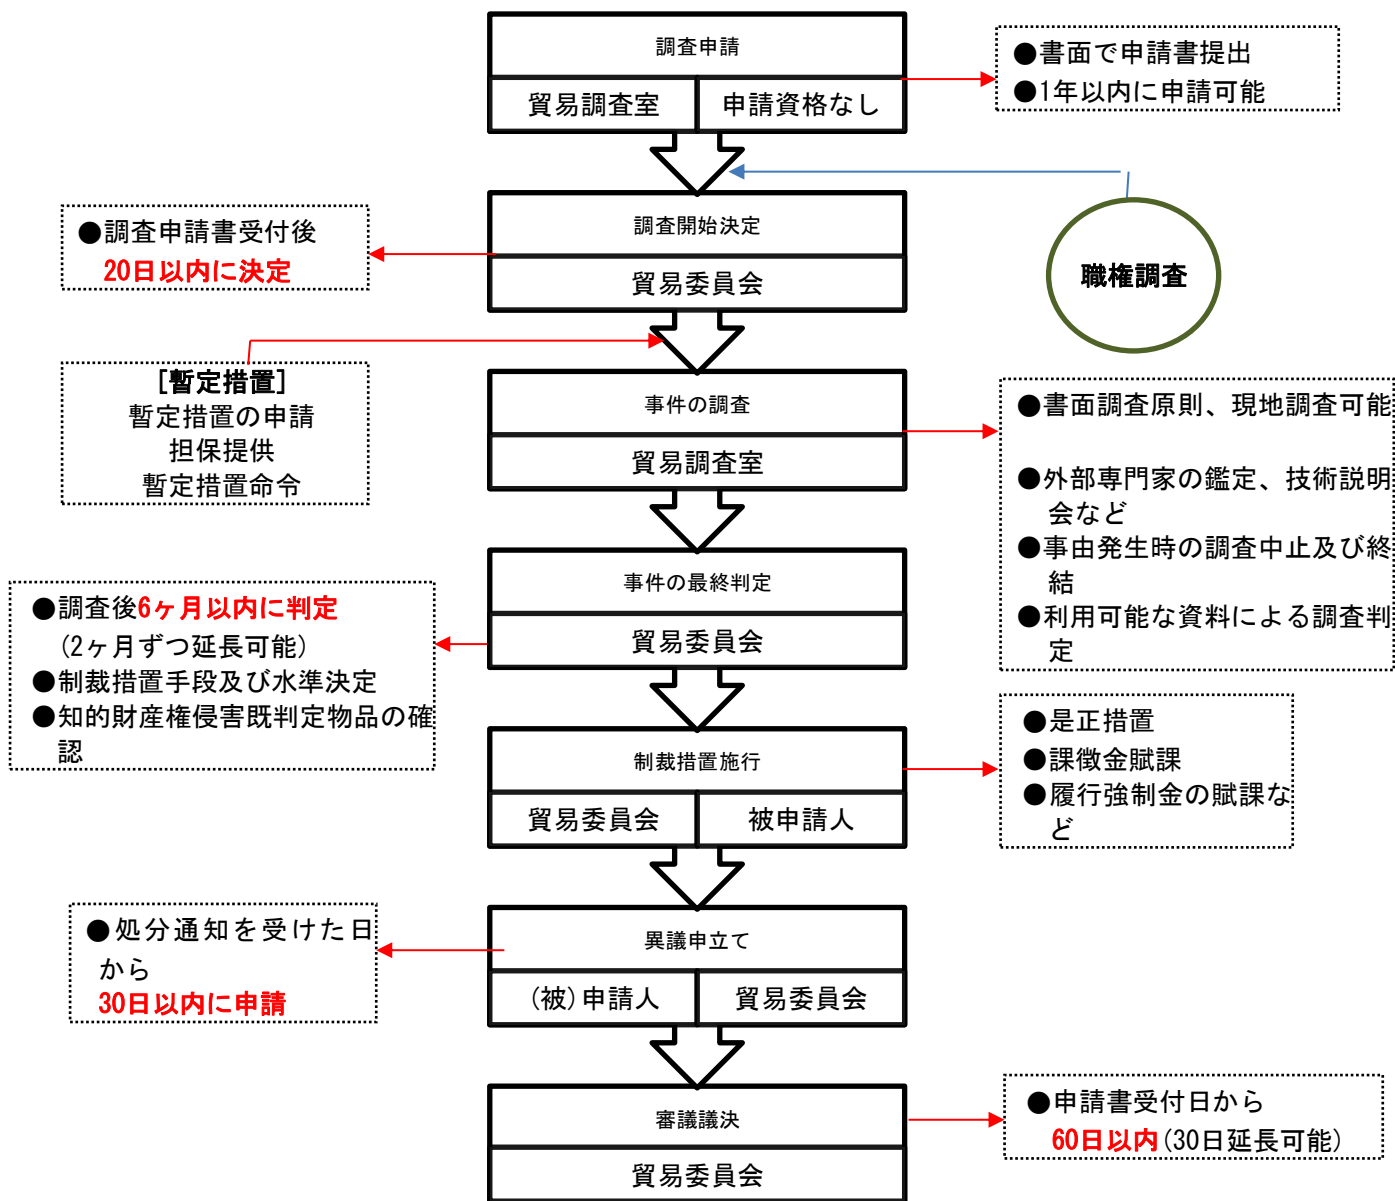 調査申請
貿易調査室
申請資格なし
●書面で申請書提出
●1年以内に申請可能
●調査申請書受付後
20日以内に決定
調査開始決定
貿易委員会
職権調査
[暫定措置]
暫定措置の申請
担保提供
暫定措置命令
事件の調査
貿易調査室
●書面調査原則、現地調査可能
●外部専門家の鑑定、技術説明
会など
●事由発生時の調査中止及び終
結
●利用可能な資料による調査判
定
事件の最終判定
貿易委員会
●調査後6ヶ月以内に判定
(2ヶ月ずつ延長可能)
●制裁措置手段及び水準決定
●知的財産権侵害既判定物品の確
認
制裁措置施行
貿易委員会
被申請人
●是正措置
●課徴金賦課
●履行強制金の賦課な
ど
●処分通知を受けた日
から
30日以内に申請
異議申立て
(被)申請人
貿易委員会
審議議決
貿易委員会
●申請書受付日から
60日以内(30日延長可能)